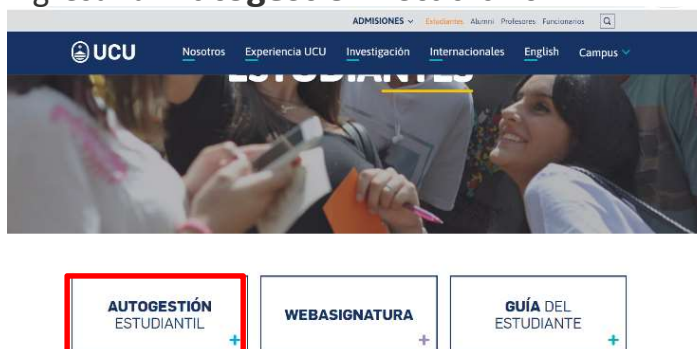 ADMISIONES Estudiantes Alumni Profesores Funcionarios
UCU Nosotros Experiencia UCU Investigación Internacionales English Campus
ESTUDIANTES
AUTOGESTIÓN
ESTUDIANTIL
+
WEBASIGNATURA
+
GUÍA DEL
ESTUDIANTE
+